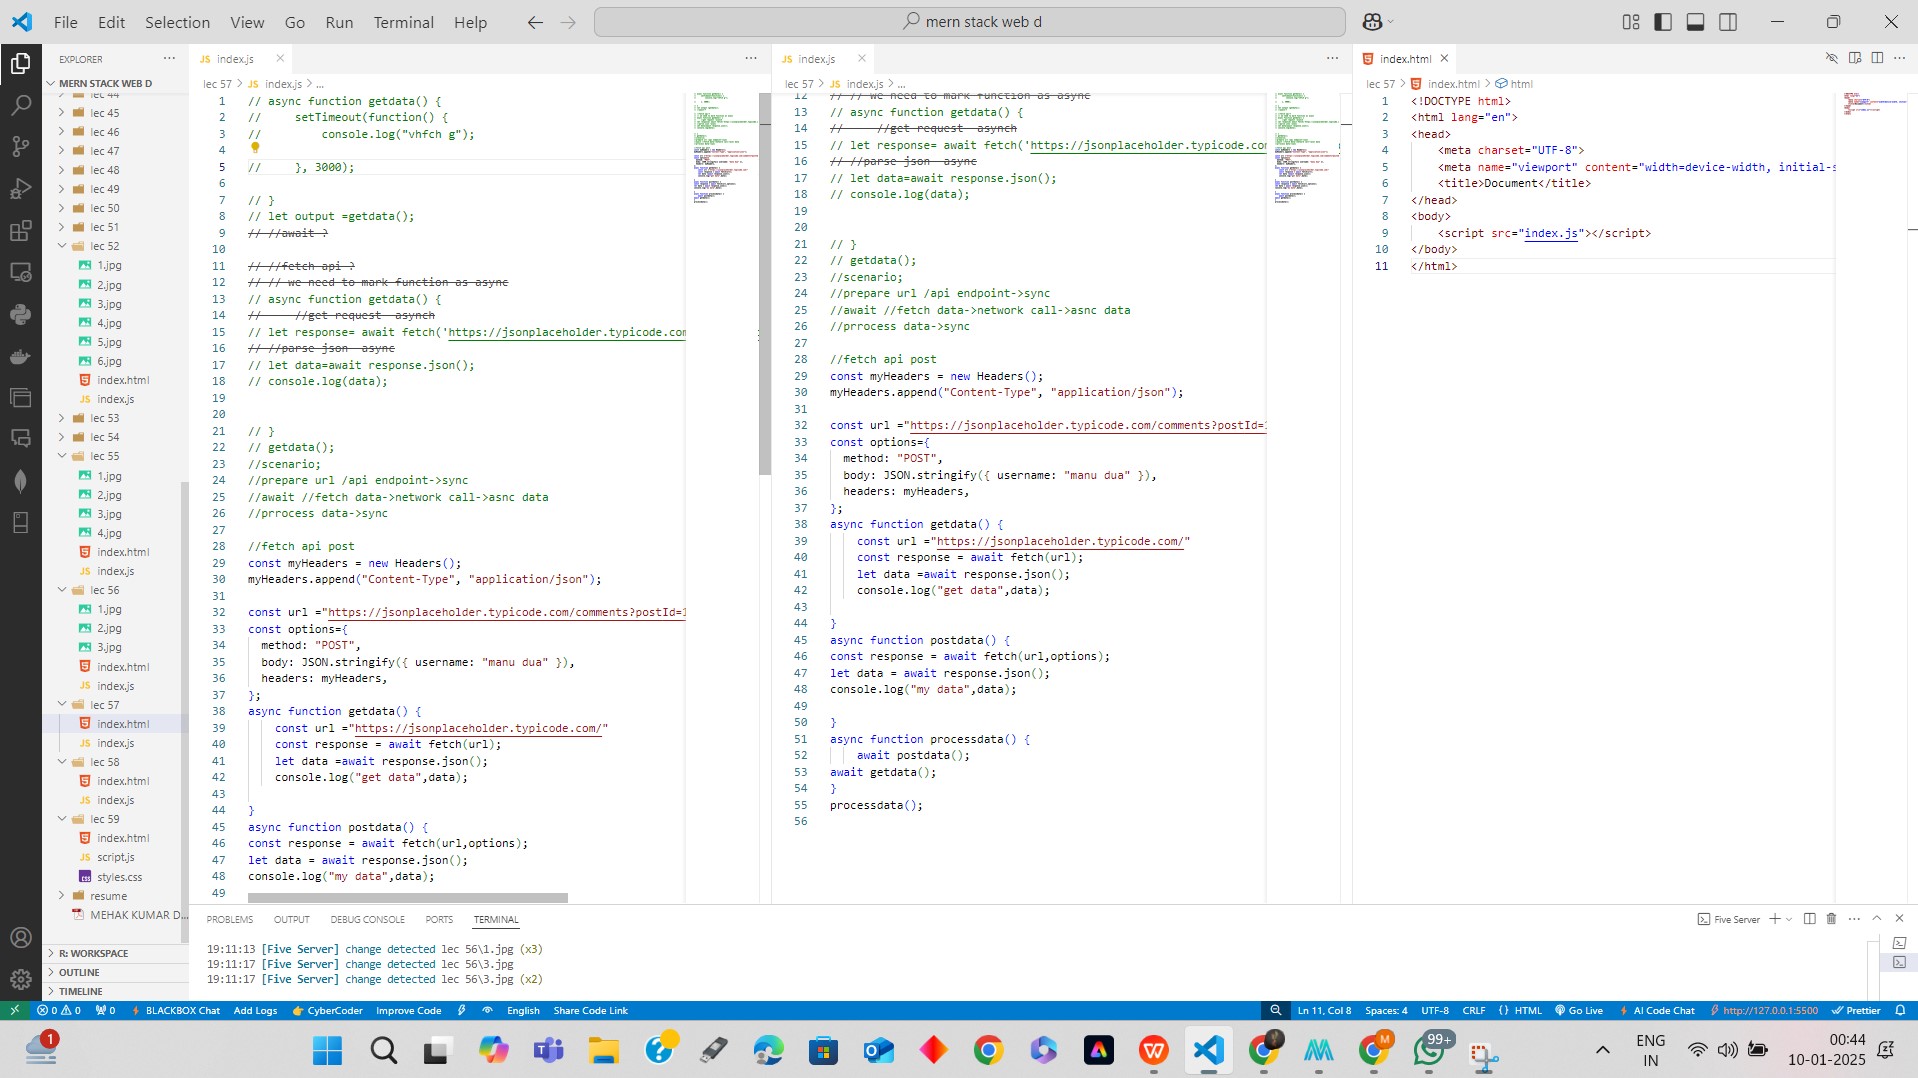 File Edit Selection View Go Run Terminal Help
mern stack web d
EXPLORER
MERN STACK WEB D
lec 44
lec 45
lec 46
lec 47
lec 48
lec 49
lec 50
lec 51
lec 52
1.jpg
2.jpg
3.jpg
4.jpg
5.jpg
6.jpg
index.html
JS index.js
lec 53
lec 54
lec 55
1.jpg
2.jpg
3.jpg
4.jpg
index.html
JS index.js
lec 56
1.jpg
2.jpg
3.jpg
index.html
JS index.js
lec 57
index.html
JS index.js
lec 58
index.html
JS index.js
lec 59
index.html
JS script.js
styles.css
resume
MEHAK KUMAR D...
R: WORKSPACE
OUTLINE
TIMELINE
JS index.js
lec 57 > JS index.js > ...
1 // async function getdata() {
2 //     setTimeout(function() {
3 //         console.log("vhfch g");
4
5 //     }, 3000);
6
7 // }
8 // let output =getdata();
9 // //await ?
10
11 // //fetch api ?
12 // // we need to mark function as async
13 // async function getdata() {
14 //     //get request  asynch
15 // let response= await fetch('https://jsonplaceholder.typicode.com
16 // //parse json  async
17 // let data=await response.json();
18 // console.log(data);
19
20
21 // }
22 // getdata();
23 //scenario;
24 //prepare url /api endpoint->sync
25 //await //fetch data->network call->asnc data
26 //prrocess data->sync
27
28 //fetch api post
29 const myHeaders = new Headers();
30 myHeaders.append("Content-Type", "application/json");
31
32 const url ="https://jsonplaceholder.typicode.com/comments?postId=1
33 const options={
34   method: "POST",
35   body: JSON.stringify({ username: "manu dua" }),
36   headers: myHeaders,
37 };
38 async function getdata() {
39     const url ="https://jsonplaceholder.typicode.com/"
40     const response = await fetch(url);
41     let data =await response.json();
42     console.log("get data",data);
43
44 }
45 async function postdata() {
46 const response = await fetch(url,options);
47 let data = await response.json();
48 console.log("my data",data);
49
JS index.js
lec 57 > JS index.js > ...
12 // // we need to mark function as async
13 // async function getdata() {
14 //     //get request  asynch
15 // let response= await fetch('https://jsonplaceholder.typicode.com
16 // //parse json  async
17 // let data=await response.json();
18 // console.log(data);
19
20
21 // }
22 // getdata();
23 //scenario;
24 //prepare url /api endpoint->sync
25 //await //fetch data->network call->asnc data
26 //prrocess data->sync
27
28 //fetch api post
29 const myHeaders = new Headers();
30 myHeaders.append("Content-Type", "application/json");
31
32 const url ="https://jsonplaceholder.typicode.com/comments?postId=1
33 const options={
34   method: "POST",
35   body: JSON.stringify({ username: "manu dua" }),
36   headers: myHeaders,
37 };
38 async function getdata() {
39     const url ="https://jsonplaceholder.typicode.com/"
40     const response = await fetch(url);
41     let data =await response.json();
42     console.log("get data",data);
43
44 }
45 async function postdata() {
46 const response = await fetch(url,options);
47 let data = await response.json();
48 console.log("my data",data);
49
50 }
51 async function processdata() {
52     await postdata();
53 await getdata();
54 }
55 processdata();
56
index.html
lec 57 > index.html > html
1 <!DOCTYPE html>
2 <html lang="en">
3 <head>
4     <meta charset="UTF-8">
5     <meta name="viewport" content="width=device-width, initial-s
6     <title>Document</title>
7 </head>
8 <body>
9     <script src="index.js"></script>
10 </body>
11 </html>
PROBLEMS OUTPUT DEBUG CONSOLE PORTS TERMINAL
Five Server
19:11:13 [Five Server] change detected lec 56\1.jpg (x3)
19:11:17 [Five Server] change detected lec 56\3.jpg
19:11:17 [Five Server] change detected lec 56\3.jpg (x2)
0 0 0 BLACKBOX Chat Add Logs CyberCoder Improve Code English Share Code Link Ln 11, Col 8 Spaces: 4 UTF-8 CRLF {} HTML Go Live AI Code Chat http://127.0.0.1:5500 Prettier
1
M
99+
ENG
IN
00:44
10-01-2025